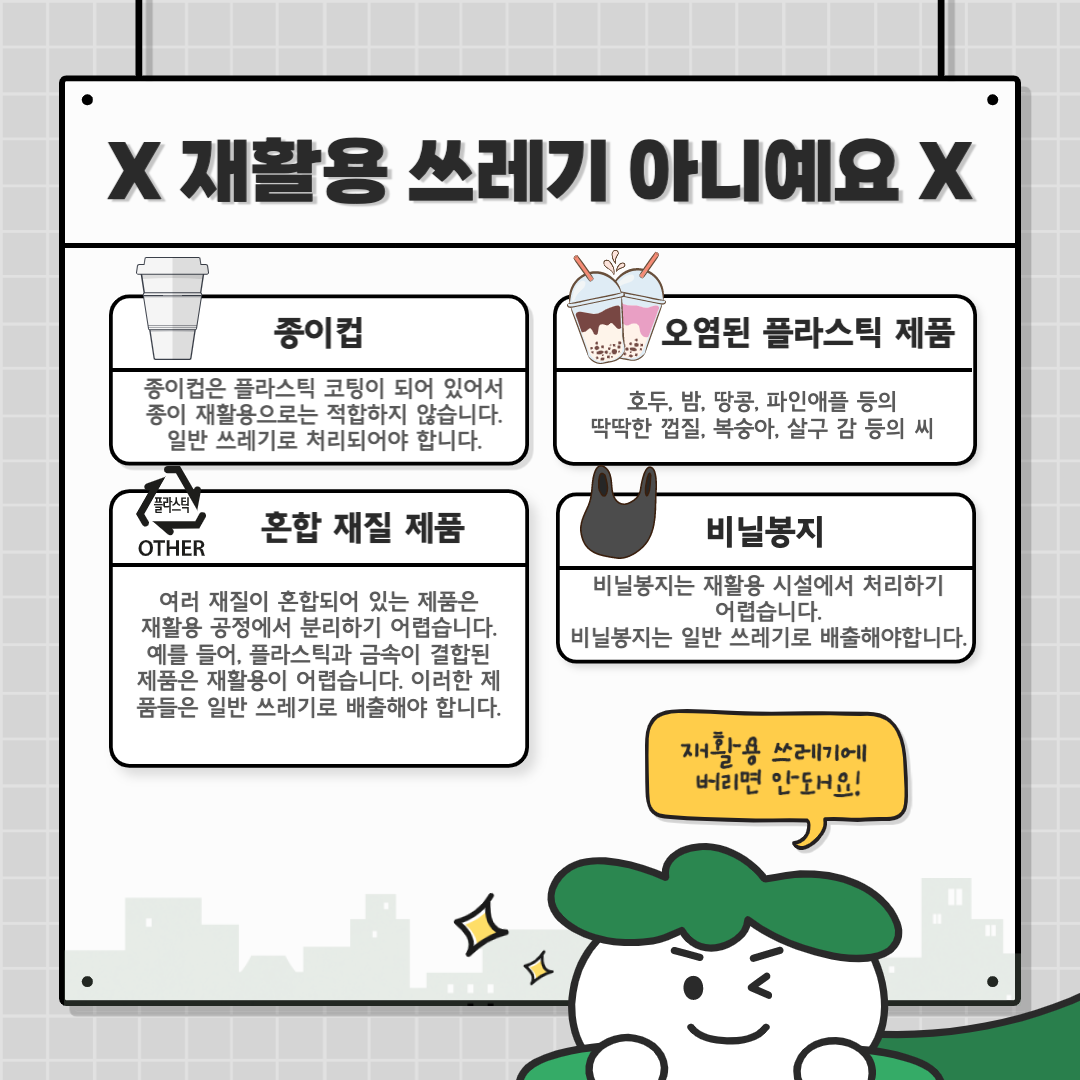 X 재활용 쓰레기 아니예요 X
종이컵
종이컵은 플라스틱 코팅이 되어 있어서
종이 재활용으로는 적합하지 않습니다.
일반 쓰레기로 처리되어야 합니다.
오염된 플라스틱 제품
호두, 밤, 땅콩, 파인애플 등의
딱딱한 껍질, 복숭아, 살구 감 등의 씨
플라스틱
OTHER
혼합 재질 제품
여러 재질이 혼합되어 있는 제품은
재활용 공정에서 분리하기 어렵습니다.
예를 들어, 플라스틱과 금속이 결합된
제품은 재활용이 어렵습니다. 이러한 제
품들은 일반 쓰레기로 배출해야 합니다.
비닐봉지
비닐봉지는 재활용 시설에서 처리하기
어렵습니다.
비닐봉지는 일반 쓰레기로 배출해야합니다.
재활용 쓰레기에
버리면 안돼요!